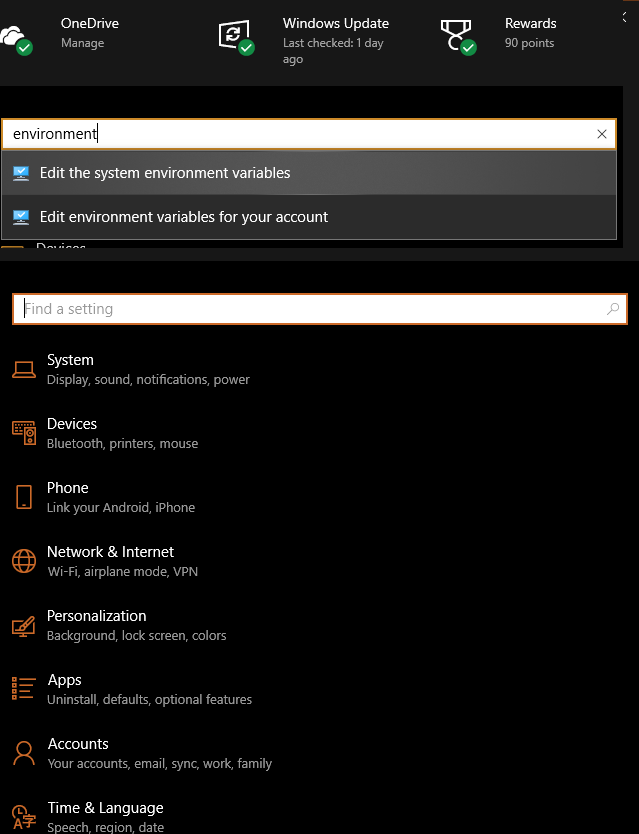 OneDrive
Manage
Windows Update
Last checked: 1 day
ago
Rewards
90 points
environment
Edit the system environment variables
Edit environment variables for your account
Devices
Find a setting
System
Display, sound, notifications, power
Devices
Bluetooth, printers, mouse
Phone
Link your Android, iPhone
Network & Internet
Wi-Fi, airplane mode, VPN
Personalization
Background, lock screen, colors
Apps
Uninstall, defaults, optional features
Accounts
Your accounts, email, sync, work, family
Time & Language
Speech, region, date